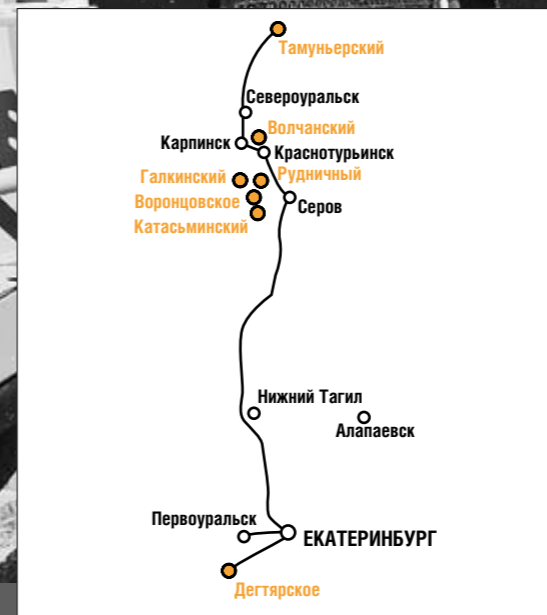 Тамуньерский
Североуральск
Волчанский
Карпинск
Краснотурьинск
Галкинский
Рудничный
Воронцовское
Серов
Катасьминский
Нижний Тагил
Алапаевск
Первоуральск
ЕКАТЕРИНБУРГ
Дегтярское